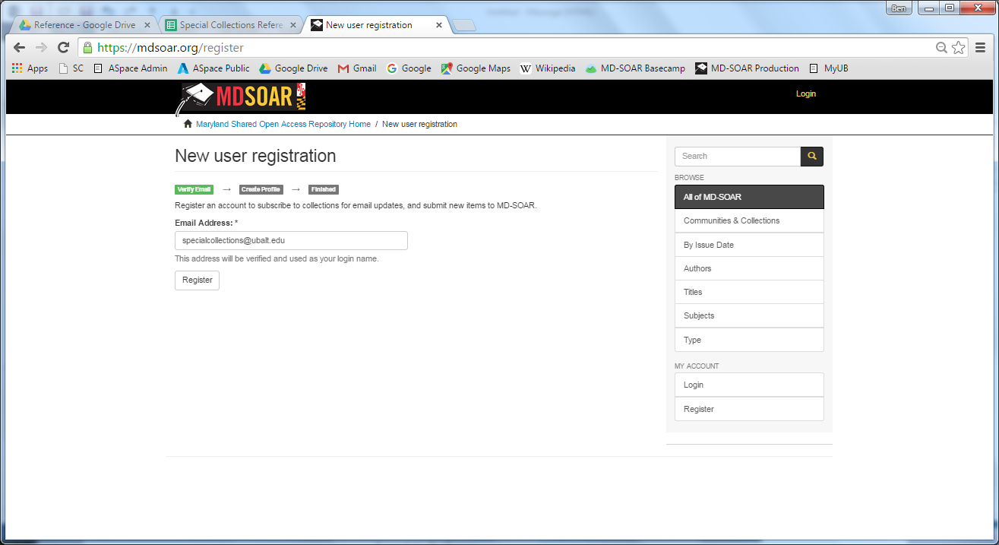 Ben
Reference - Google Drive
Special Collections Refere
New user registration
https://mdsoar.org/register
Apps
SC
ASpace Admin
ASpace Public
Google Drive
Gmail
Google
Google Maps
Wikipedia
MD-SOAR Basecamp
MD-SOAR Production
MyUB
MDSOAR
Login
Maryland Shared Open Access Repository Home / New user registration
New user registration
Verify Email → Create Profile → Finished
Register an account to subscribe to collections for email updates, and submit new items to MD-SOAR.
Email Address: *
specialcollections@ubalt.edu
This address will be verified and used as your login name.
Register
Search
BROWSE
All of MD-SOAR
Communities & Collections
By Issue Date
Authors
Titles
Subjects
Type
MY ACCOUNT
Login
Register